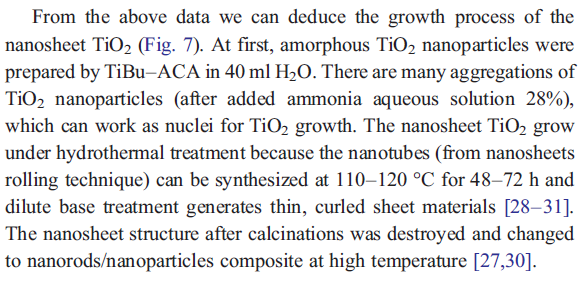 From the above data we can deduce the growth process of the
nanosheet TiO₂ (Fig. 7). At first, amorphous TiO₂ nanoparticles were
prepared by TiBu–ACA in 40 ml H₂O. There are many aggregations of
TiO₂ nanoparticles (after added ammonia aqueous solution 28%),
which can work as nuclei for TiO₂ growth. The nanosheet TiO₂ grow
under hydrothermal treatment because the nanotubes (from nanosheets
rolling technique) can be synthesized at 110–120 °C for 48–72 h and
dilute base treatment generates thin, curled sheet materials [28–31].
The nanosheet structure after calcinations was destroyed and changed
to nanorods/nanoparticles composite at high temperature [27,30].